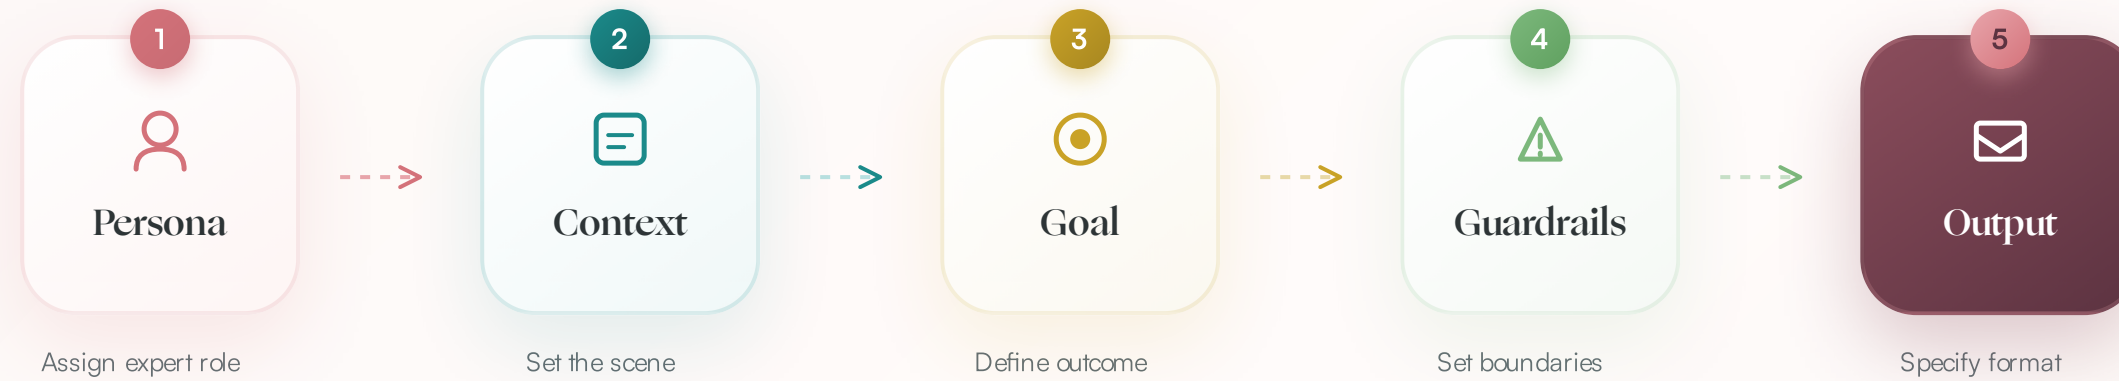 1
2
3
4
5
Persona
Context
Goal
Guardrails
Output
Assign expert role
Set the scene
Define outcome
Set boundaries
Specify format